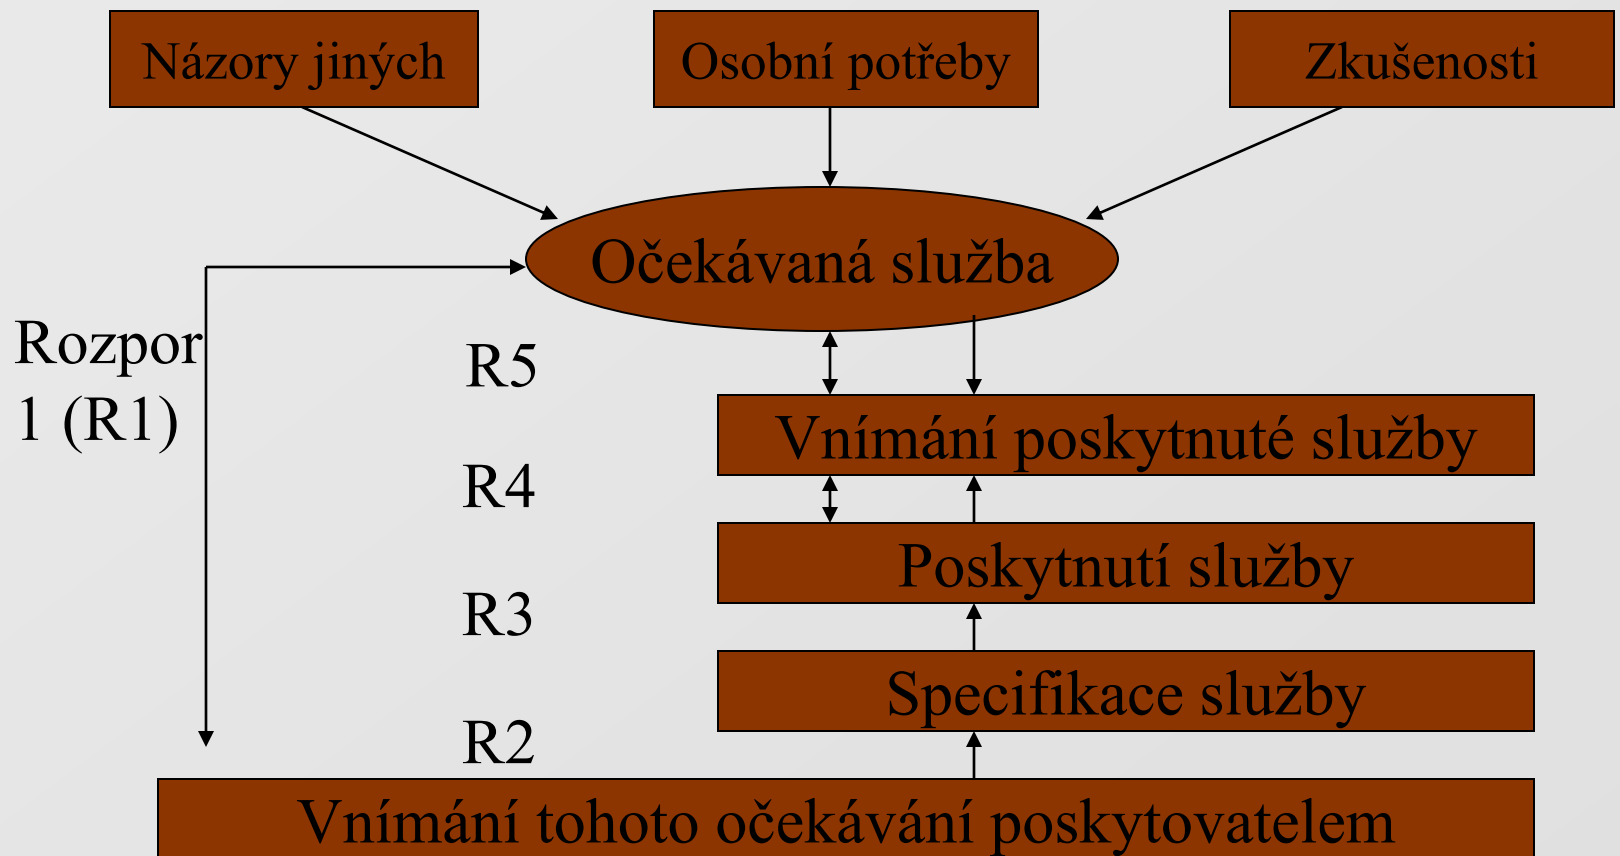 Názory jiných
Osobní potřeby
Zkušenosti
Očekávaná služba
Rozpor
1 (R1)
R5
Vnímání poskytnuté služby
R4
Poskytnutí služby
R3
Specifikace služby
R2
Vnímání tohoto očekávání poskytovatelem